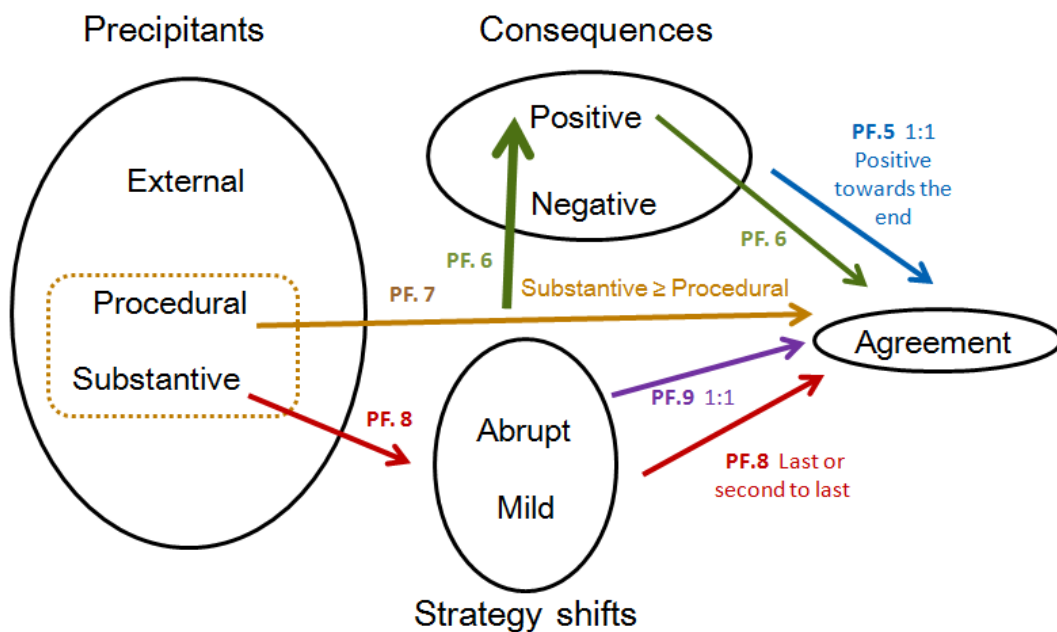 Precipitants
Consequences
External
Procedural
Substantive
Positive
Negative
PF.5 1:1
Positive
towards the
end
PF. 6
PF. 6
PF. 7
Substantive ≥ Procedural
Agreement
PF. 8
Abrupt
Mild
PF.9 1:1
PF.8 Last or
second to last
Strategy shifts